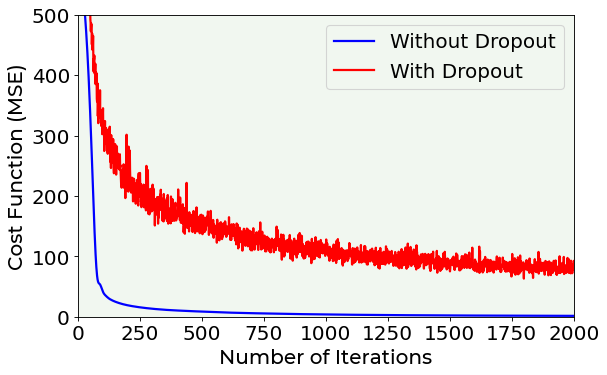 500
400
300
200
100
0
Cost Function (MSE)
Without Dropout
With Dropout
0 250 500 750 1000 1250 1500 1750 2000
Number of Iterations